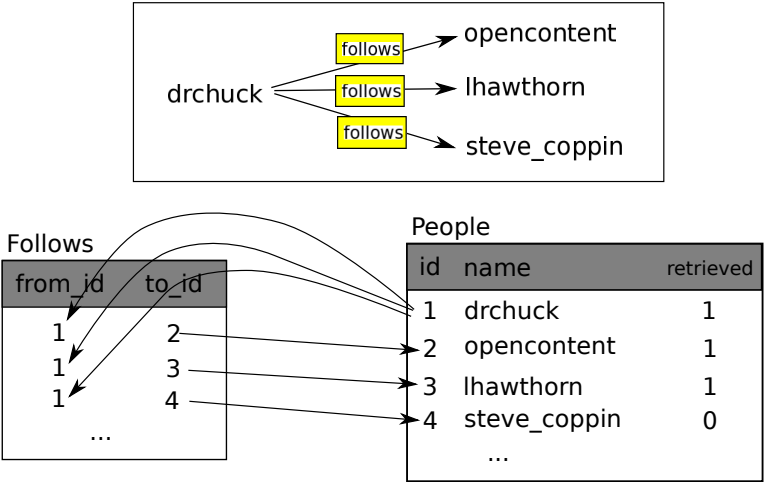 opencontent
follows
drchuck
follows
lhawthorn
follows
steve_coppin
Follows
from_id to_id
1 2
1 3
1 4
...
People
id name retrieved
1 drchuck 1
2 opencontent 1
3 lhawthorn 1
4 steve_coppin 0
...